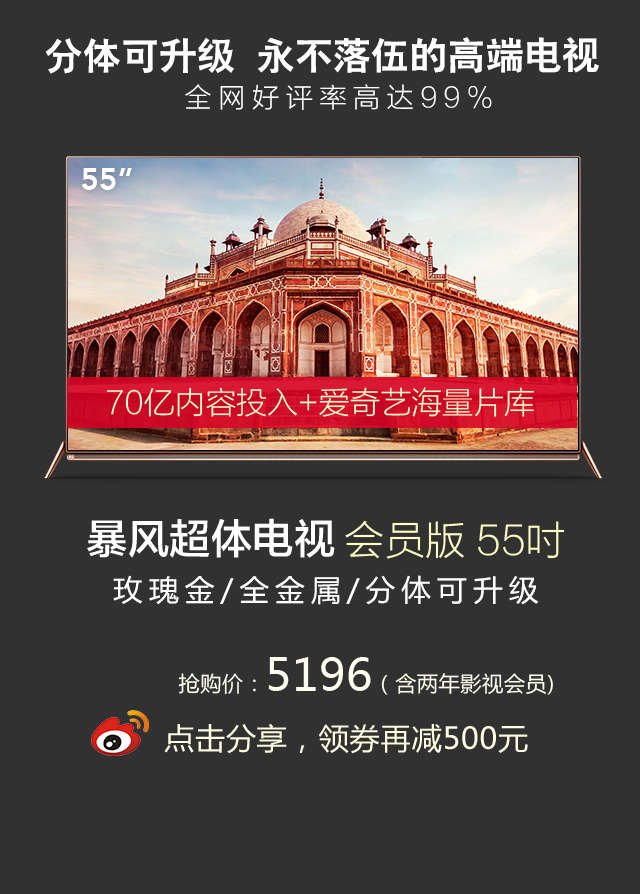 分体可升级 永不落伍的高端电视
全网好评率高达99%
55"
70亿内容投入+爱奇艺海量片库
暴风超体电视 会员版 55吋
玫瑰金/全金属/分体可升级
抢购价：5196（含两年影视会员)
点击分享，领券再减500元